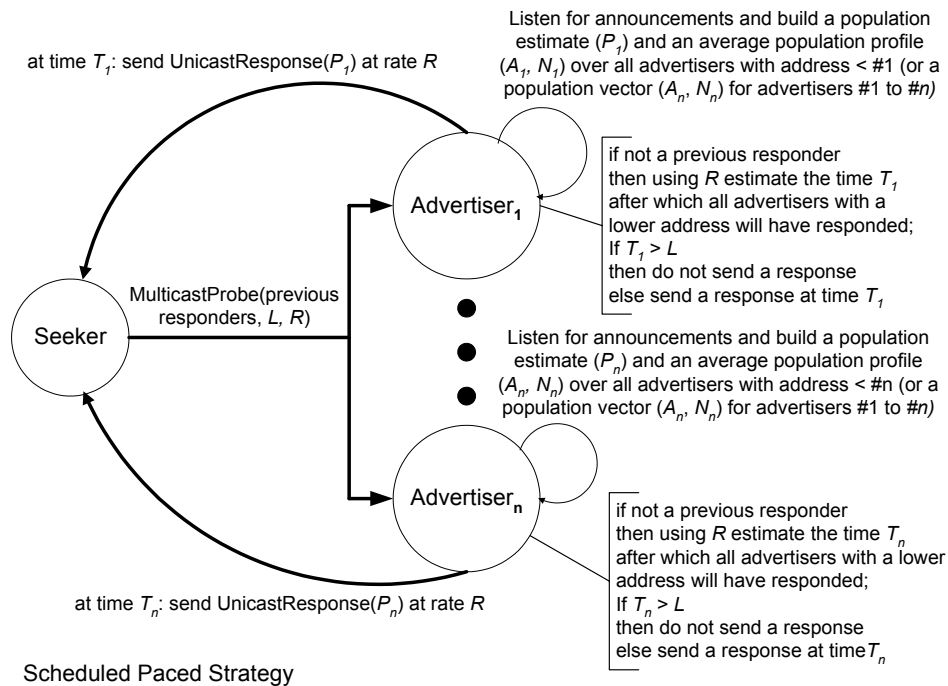 Listen for announcements and build a population
estimate (P1) and an average population profile
(A1, N1) over all advertisers with address < #1 (or a
population vector (An, Nn) for advertisers #1 to #n)
at time T1: send UnicastResponse(P1) at rate R
Advertiser1
if not a previous responder
then using R estimate the time T1
after which all advertisers with a
lower address will have responded;
If T1 > L
then do not send a response
else send a response at time T1
Seeker
MulticastProbe(previous
responders, L, R)
Listen for announcements and build a population
estimate (Pn) and an average population profile
(An, Nn) over all advertisers with address < #n (or a
population vector (An, Nn) for advertisers #1 to #n)
Advertisern
if not a previous responder
then using R estimate the time Tn
after which all advertisers with a lower
address will have responded;
If Tn > L
then do not send a response
else send a response at timeTn
at time Tn: send UnicastResponse(Pn) at rate R
Scheduled Paced Strategy